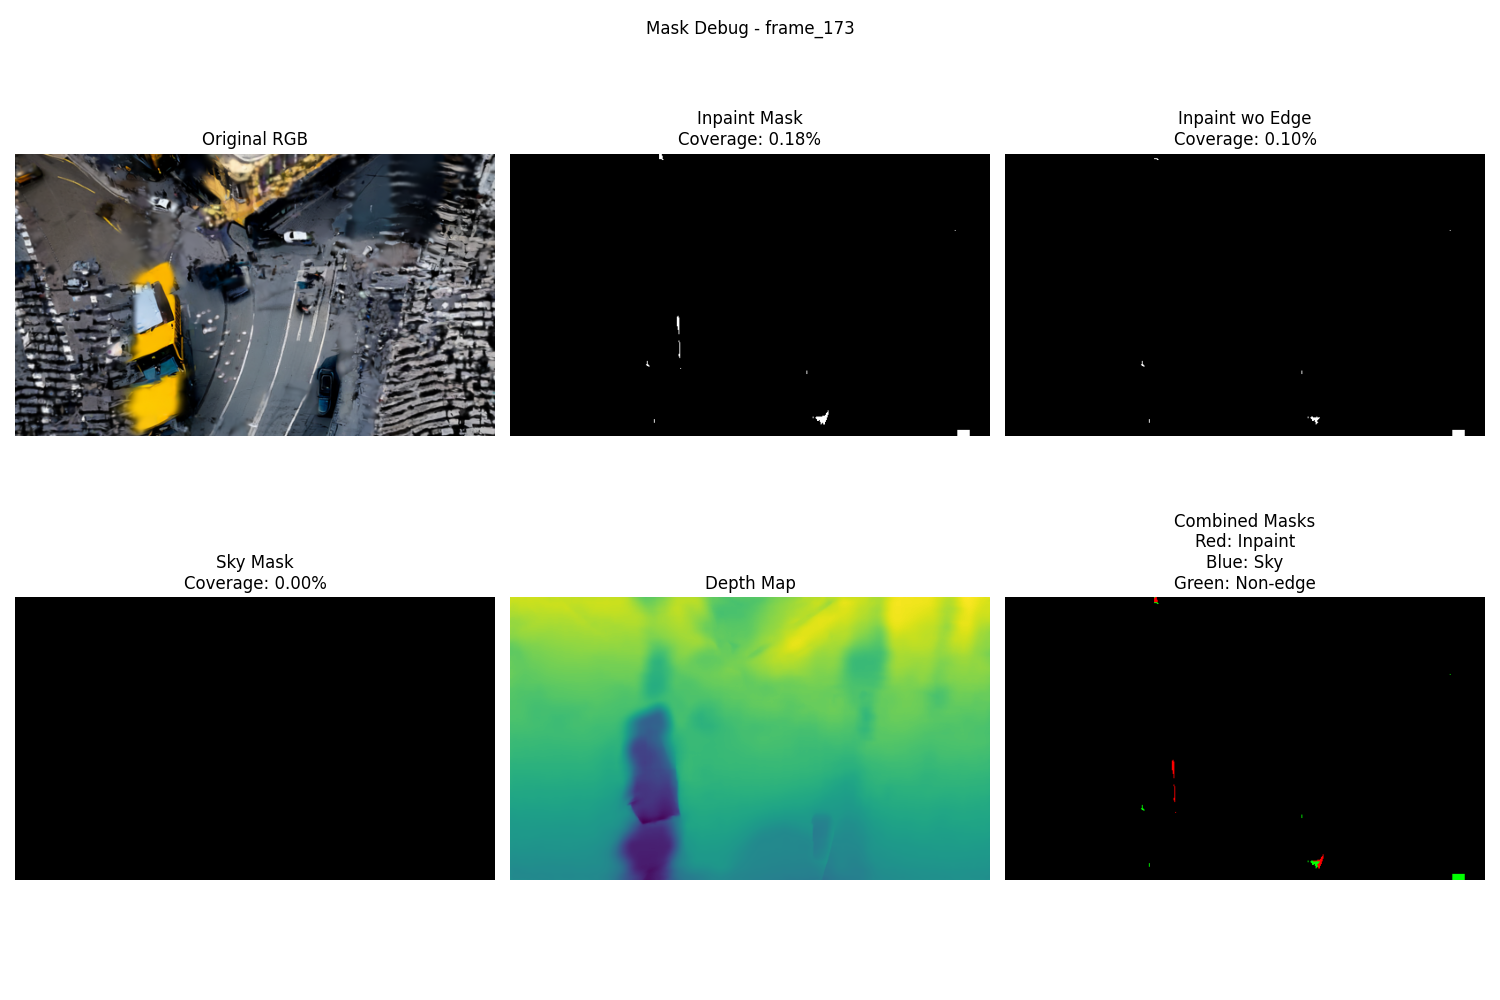 Mask Debug - frame_173
Original RGB
Inpaint Mask
Coverage: 0.18%
Inpaint wo Edge
Coverage: 0.10%
Sky Mask
Coverage: 0.00%
Depth Map
Combined Masks
Red: Inpaint
Blue: Sky
Green: Non-edge